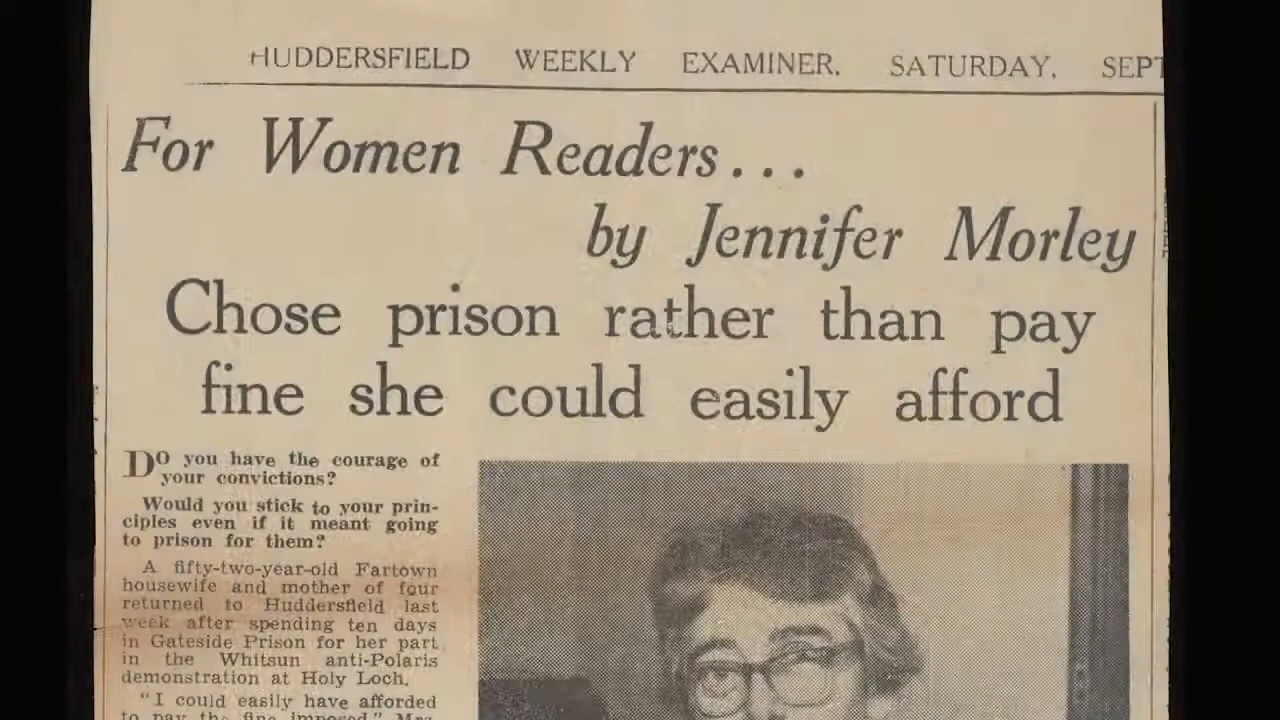 HUDDERSFIELD WEEKLY EXAMINER, SATURDAY, SEPT
For Women Readers...
by Jennifer Morley
Chose prison rather than pay
fine she could easily afford
Do you have the courage of
your convictions?
Would you stick to your prin-
ciples even if it meant going
to prison for them?
A fifty-two-year-old Fartown
housewife and mother of four
returned to Huddersfield last
week after spending ten days
in Gateside Prison for her part
in the Whitsun anti-Polaris
demonstration at Holy Loch.
"I could easily have afforded
to pay the fine imposed," Mrs.